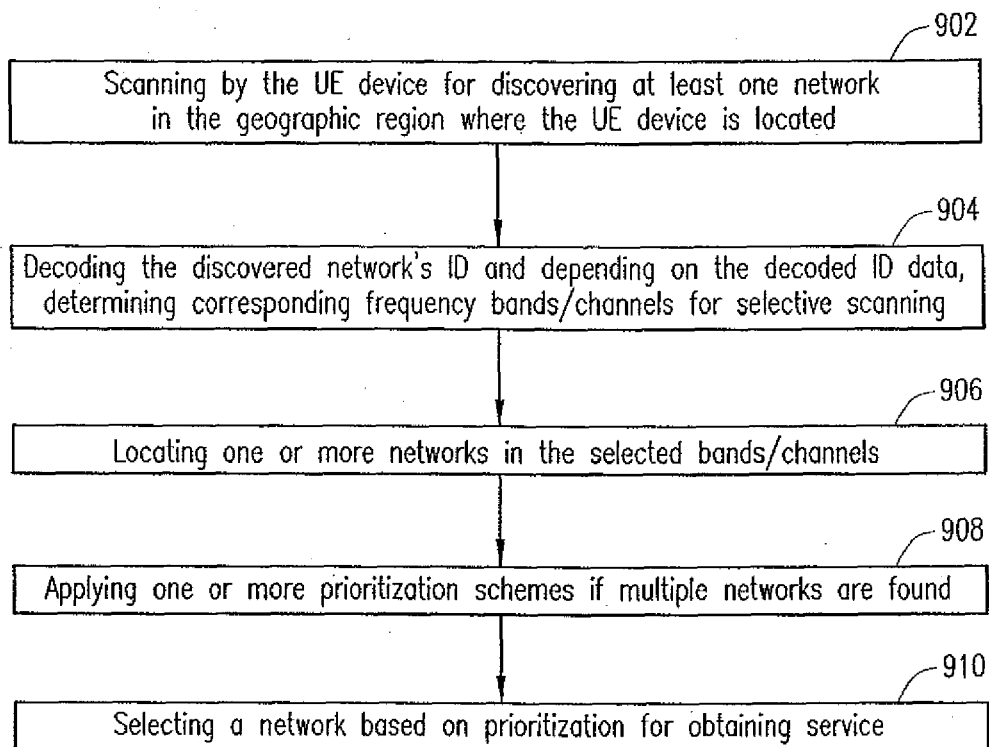 902
Scanning by the UE device for discovering at least one network
in the geographic region where the UE device is located
904
Decoding the discovered network's ID and depending on the decoded ID data,
determining corresponding frequency bands/channels for selective scanning
906
Locating one or more networks in the selected bands/channels
908
Applying one or more prioritization schemes if multiple networks are found
910
Selecting a network based on prioritization for obtaining service